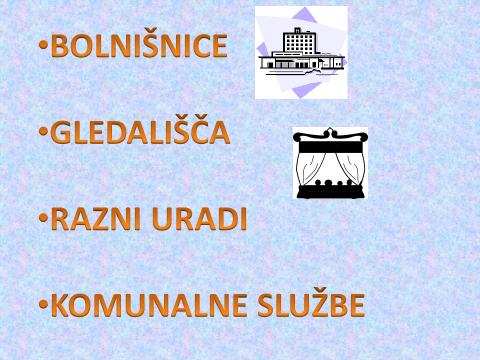 •BOLNIŠNICE
•GLEDALIŠČA
•RAZNI URADI
•KOMUNALNE SLUŽBE